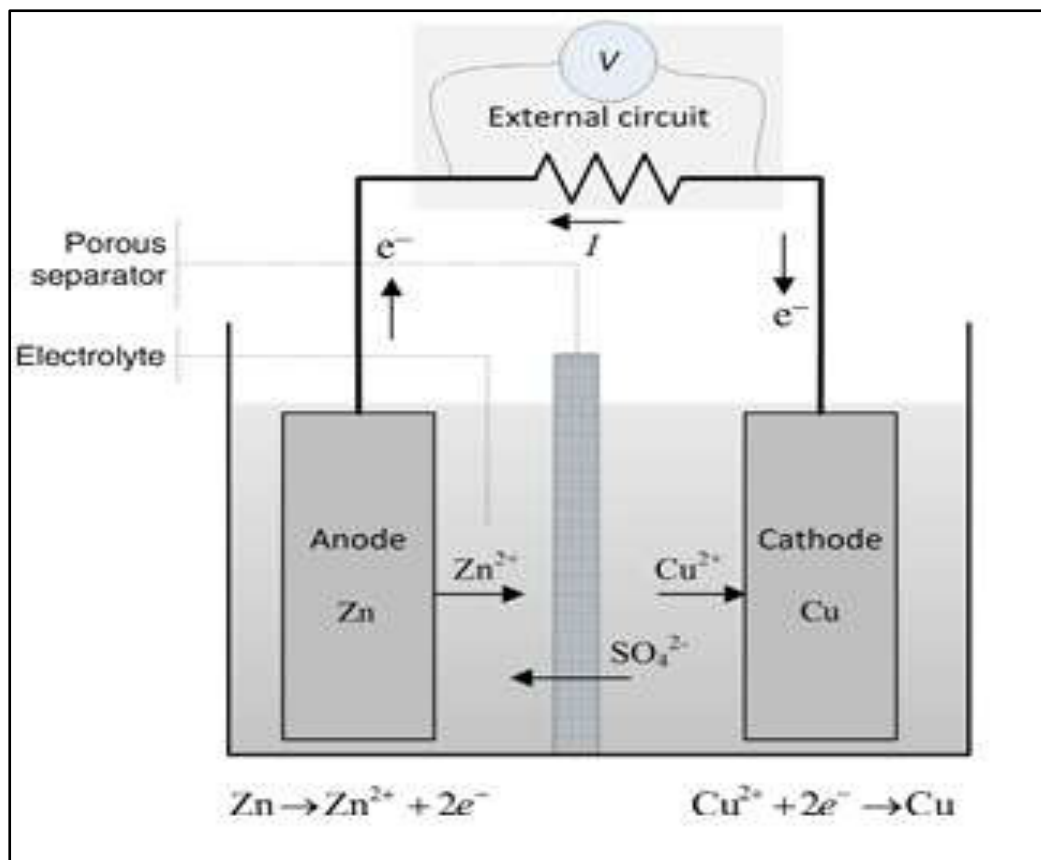 V
External circuit
I
Porous
separator
e⁻
e⁻
Electrolyte
Anode
Zn
Zn²⁺
Cu²⁺
Cathode
Cu
SO₄²⁻
Zn → Zn²⁺ + 2e⁻
Cu²⁺ + 2e⁻ → Cu